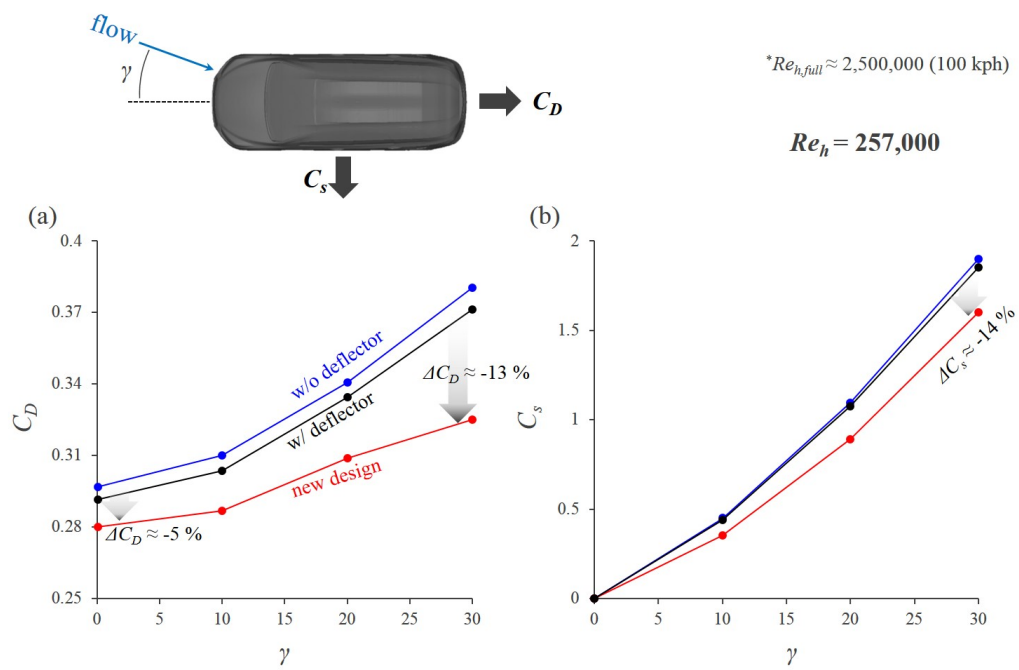 flow
γ
*Re_h,full ≈ 2,500,000 (100 kph)
C_D
Re_h = 257,000
C_s
(a)
0.4
0.37
0.34
0.31
0.28
0.25
C_D
w/o deflector
w/ deflector
new design
ΔC_D ≈ -13 %
ΔC_D ≈ -5 %
0 5 10 15 20 25 30
γ
(b)
2
1.5
1
0.5
0
C_s
ΔC_s ≈ -14 %
0 5 10 15 20 25 30
γ